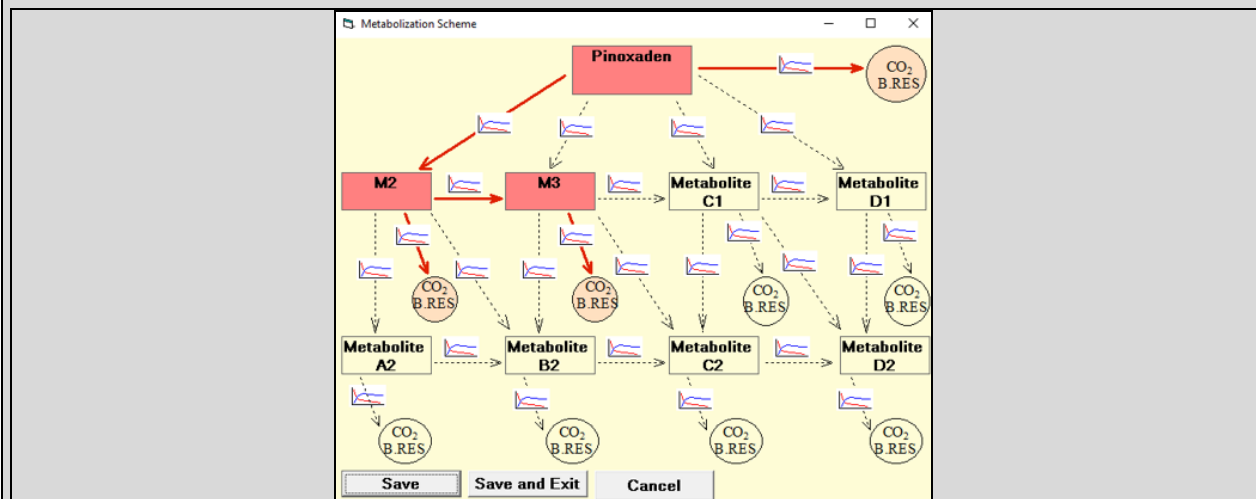 Metabolization Scheme
Pinoxaden
CO2
B.RES
M2
M3
Metabolite
C1
Metabolite
D1
CO2
B.RES
CO2
B.RES
CO2
B.RES
CO2
B.RES
Metabolite
A2
Metabolite
B2
Metabolite
C2
Metabolite
D2
CO2
B.RES
CO2
B.RES
CO2
B.RES
CO2
B.RES
Save
Save and Exit
Cancel